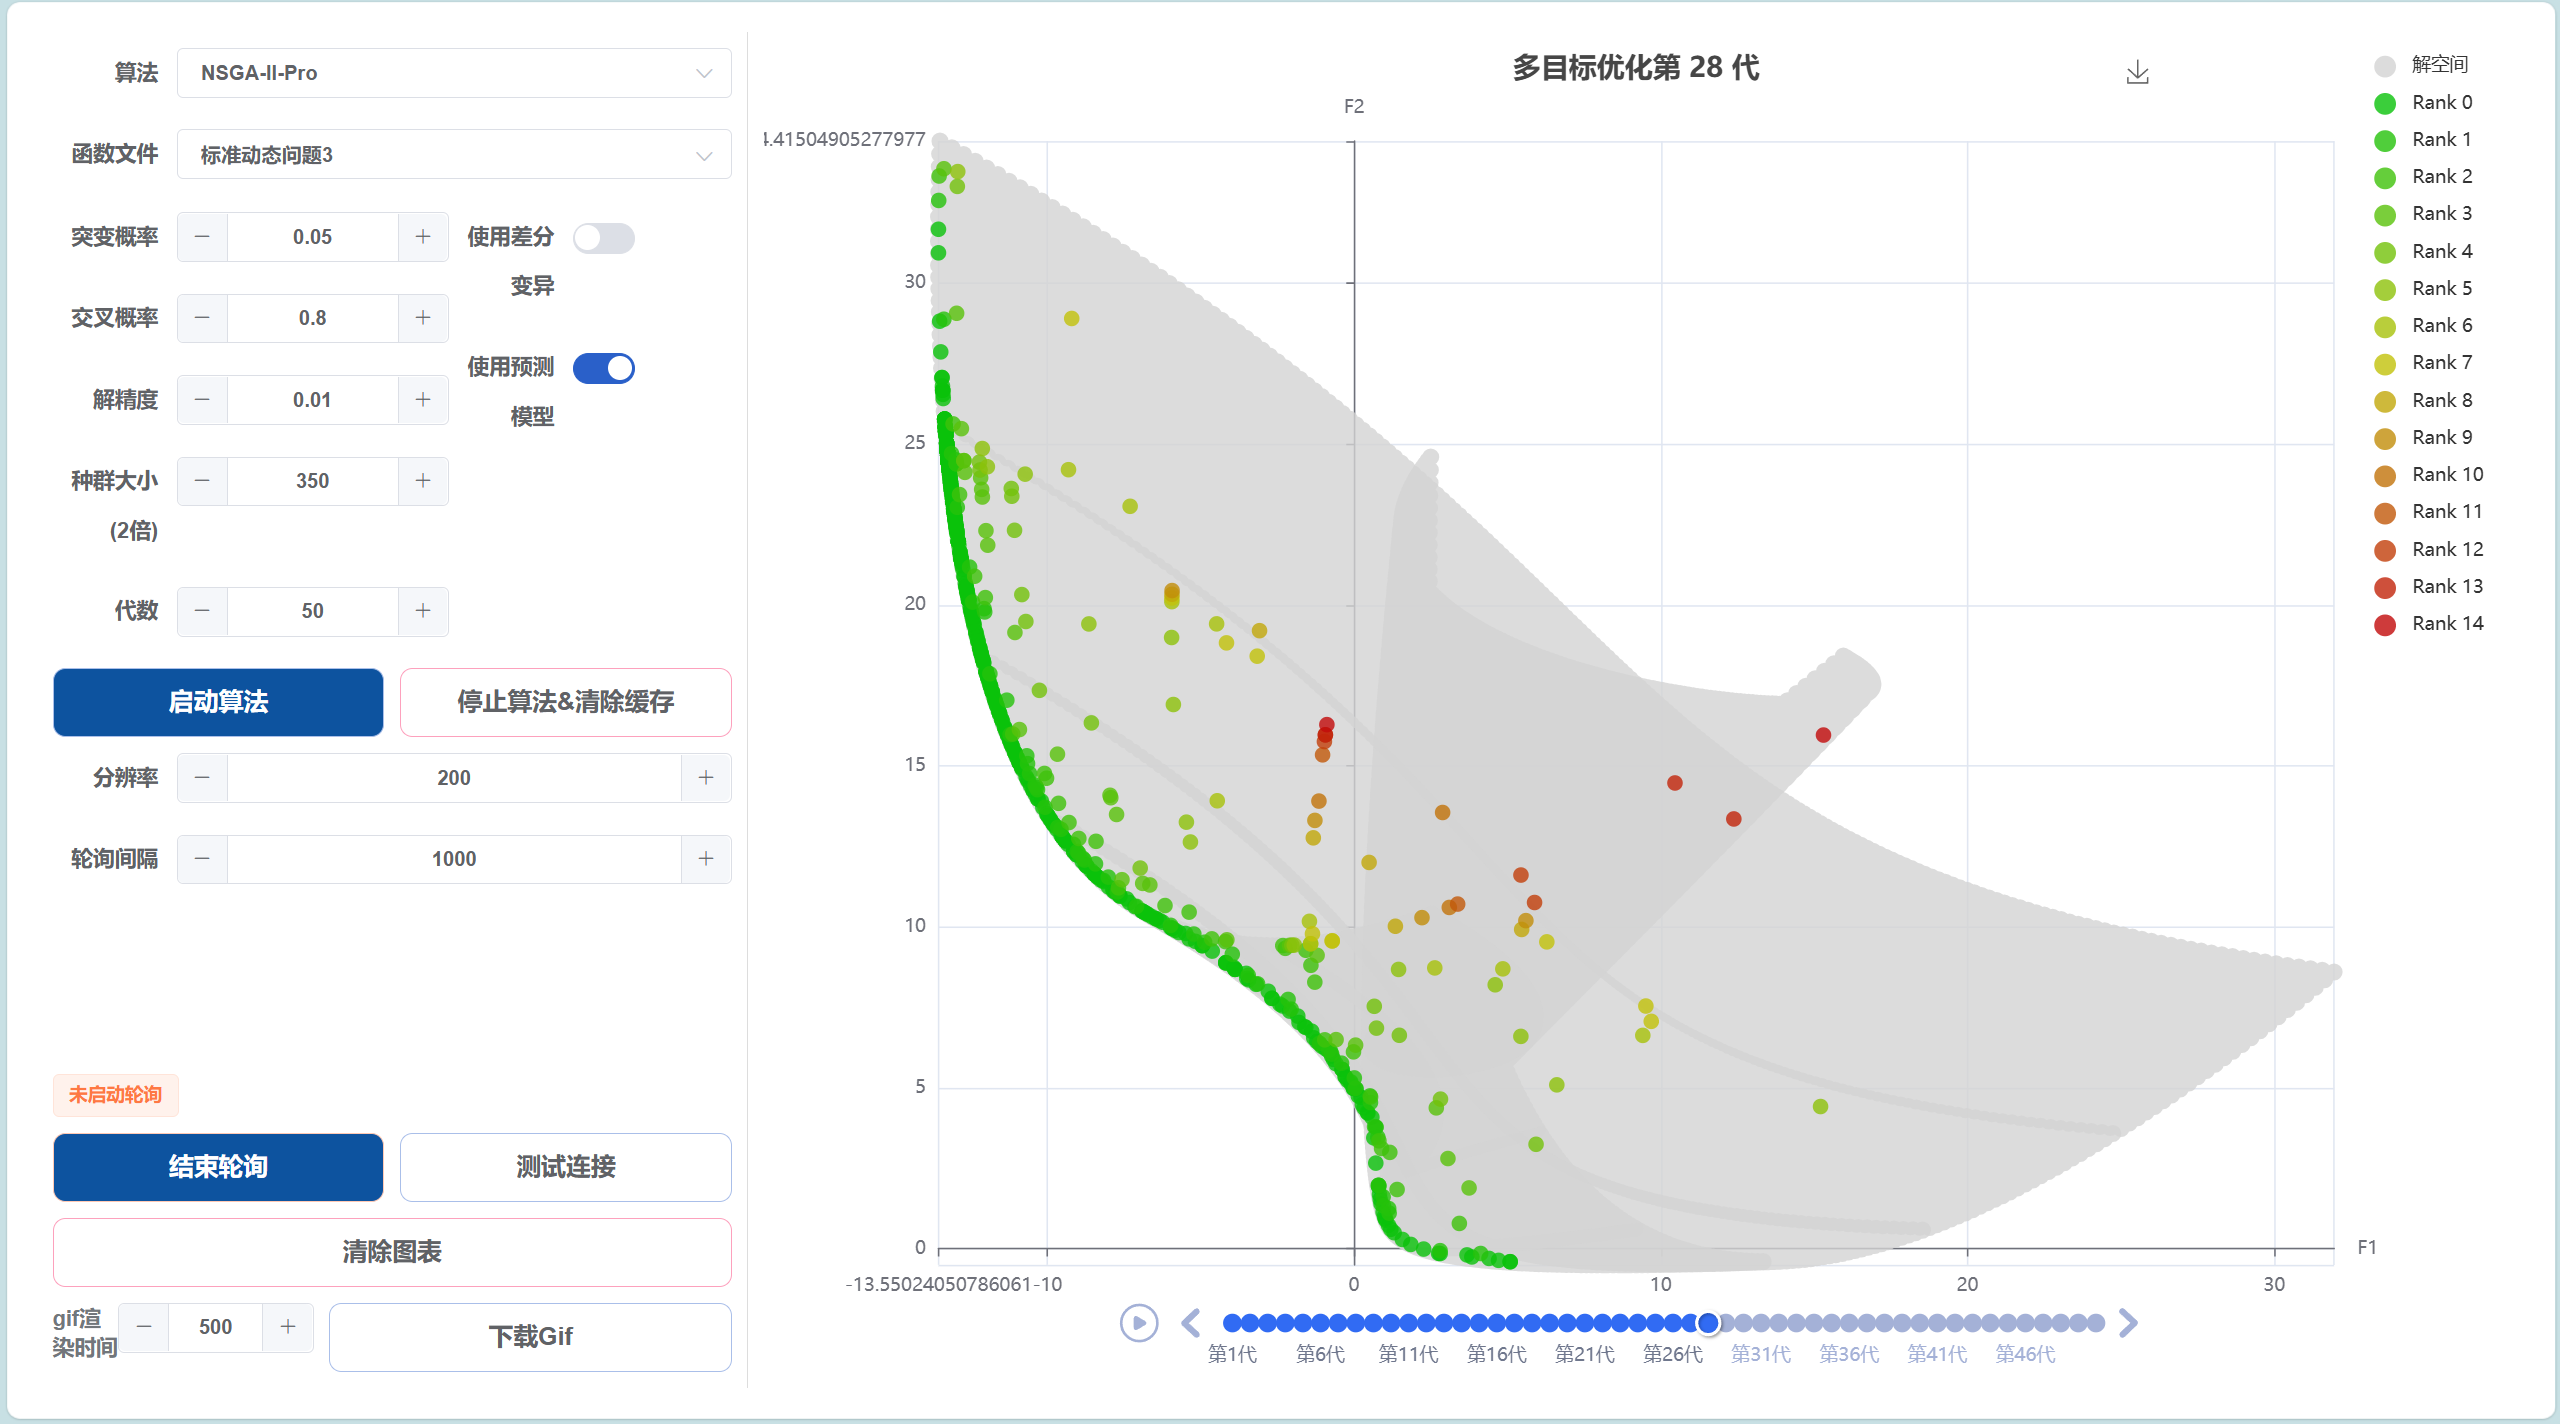 算法
NSGA-II-Pro
函数文件
标准动态问题3
突变概率
0.05
使用差分
变异
交叉概率
0.8
使用预测
模型
解精度
0.01
种群大小
(2倍)
350
代数
50
启动算法
停止算法&清除缓存
分辨率
200
轮询间隔
1000
未启动轮询
结束轮询
测试连接
清除图表
gif渲
染时间
500
下载Gif
多目标优化第 28 代
F2
.41504905277977
30
25
20
15
10
5
0
F1
-13.55024050786061
-10
0
10
20
30
第1代
第6代
第11代
第16代
第21代
第26代
第31代
第36代
第41代
第46代
解空间
Rank 0
Rank 1
Rank 2
Rank 3
Rank 4
Rank 5
Rank 6
Rank 7
Rank 8
Rank 9
Rank 10
Rank 11
Rank 12
Rank 13
Rank 14